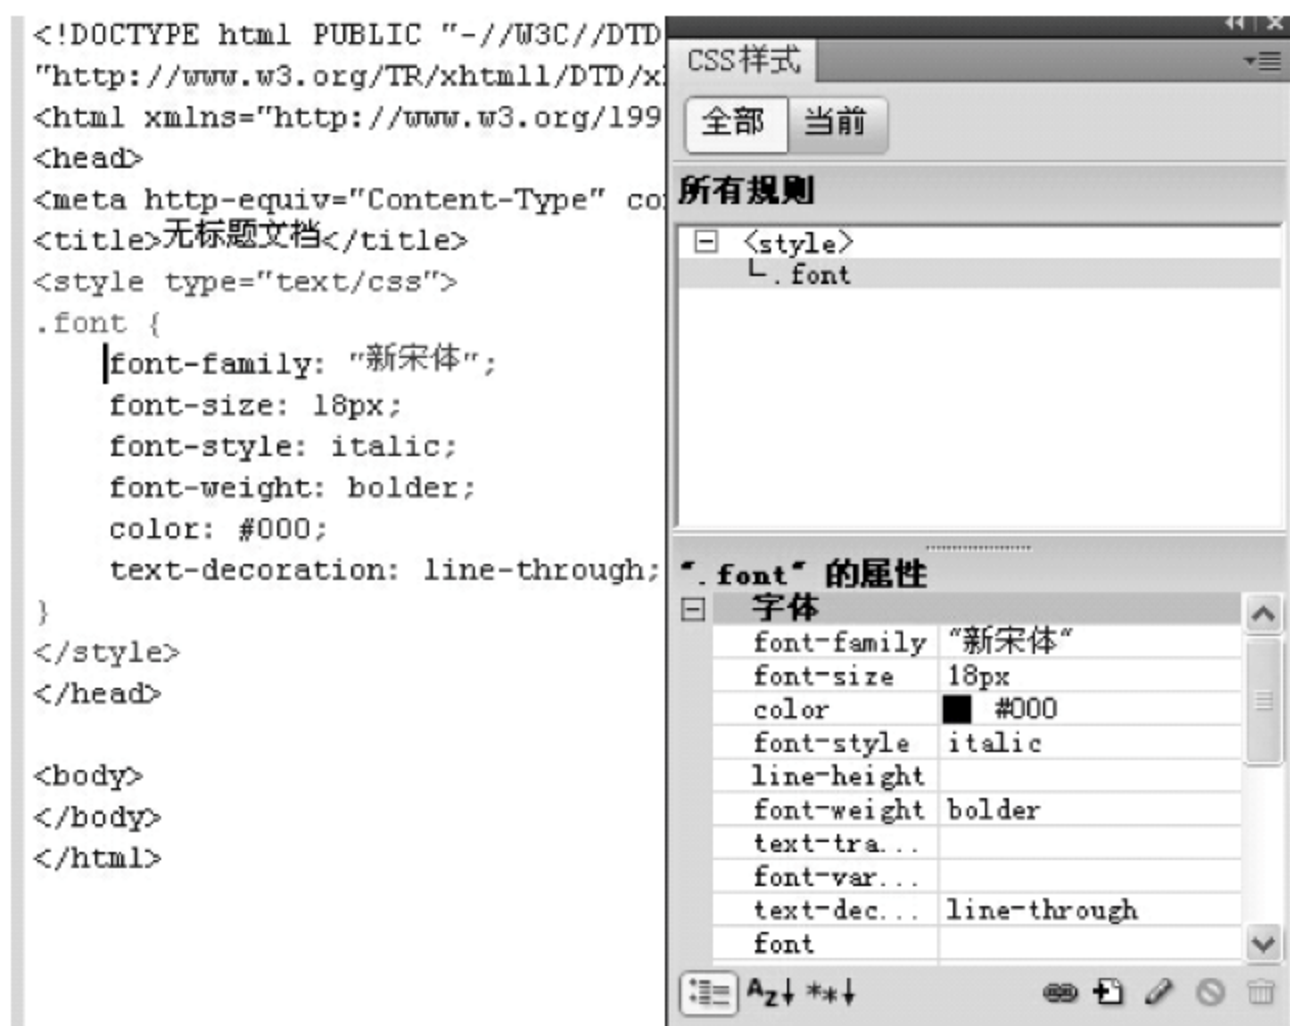 <!DOCTYPE html PUBLIC "-//W3C//DTD
"http://www.w3.org/TR/xhtml1/DTD/x
<html xmlns="http://www.w3.org/199
<head>
<meta http-equiv="Content-Type" co
<title>无标题文档</title>
<style type="text/css">
.font {
font-family: "新宋体";
font-size: 18px;
font-style: italic;
font-weight: bolder;
color: #000;
text-decoration: line-through;
}
</style>
</head>
<body>
</body>
</html>
CSS样式
全部 当前
所有规则
<style>
.font
".font" 的属性
字体
font-family "新宋体"
font-size 18px
color #000
font-style italic
line-height
font-weight bolder
text-tra...
font-var...
text-dec... line-through
font